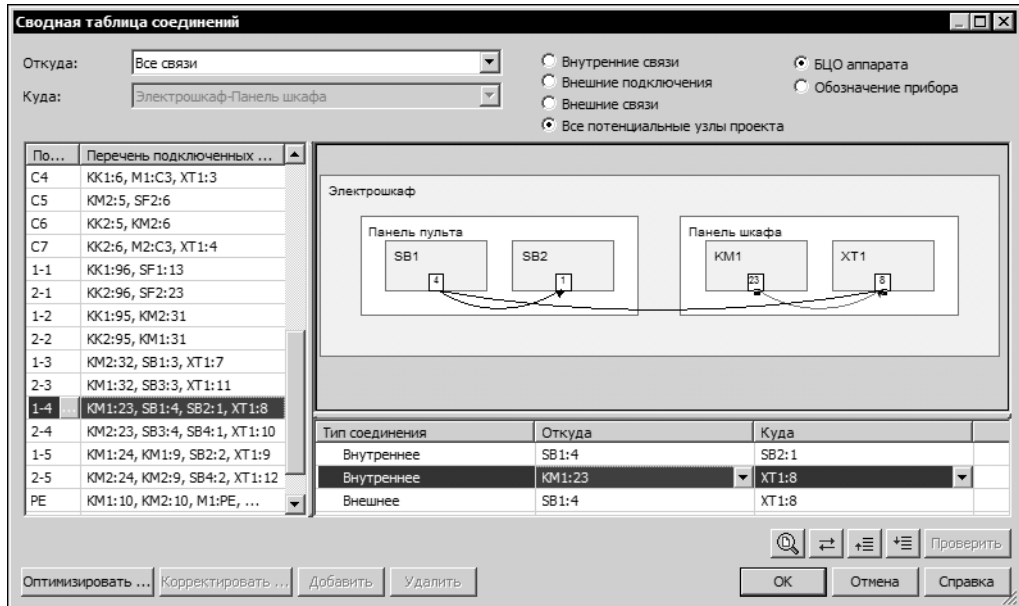 Сводная таблица соединений
Откуда: Все связи
Куда: Электрошкаф-Панель шкафа
Внутренние связи
Внешние подключения
Внешние связи
Все потенциальные узлы проекта
БЦО аппарата
Обозначение прибора
По... Перечень подключенных ...
C4 KK1:6, M1:C3, XT1:3
C5 KM2:5, SF2:6
C6 KK2:5, KM2:6
C7 KK2:6, M2:C3, XT1:4
1-1 KK1:96, SF1:13
2-1 KK2:96, SF2:23
1-2 KK1:95, KM2:31
2-2 KK2:95, KM1:31
1-3 KM2:32, SB1:3, XT1:7
2-3 KM1:32, SB3:3, XT1:11
1-4 ... KM1:23, SB1:4, SB2:1, XT1:8
2-4 KM2:23, SB3:4, SB4:1, XT1:10
1-5 KM1:24, KM1:9, SB2:2, XT1:9
2-5 KM2:24, KM2:9, SB4:2, XT1:12
PE KM1:10, KM2:10, M1:PE, ...
Электрошкаф
Панель пульта
SB1
4
SB2
1
Панель шкафа
KM1
23
XT1
8
Тип соединения Откуда Куда
Внутреннее SB1:4 SB2:1
Внутреннее KM1:23 XT1:8
Внешнее SB1:4 XT1:8
Проверить
Оптимизировать ... Корректировать ... Добавить Удалить OK Отмена Справка